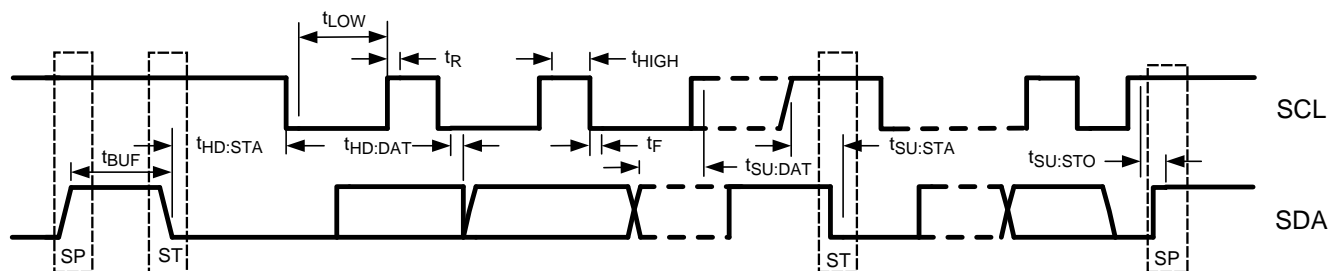 tLOW
tR
tHIGH
SCL
tHD:STA
tHD:DAT
tF
tSU:DAT
tSU:STA
tSU:STO
tBUF
SDA
SP
ST
ST
SP